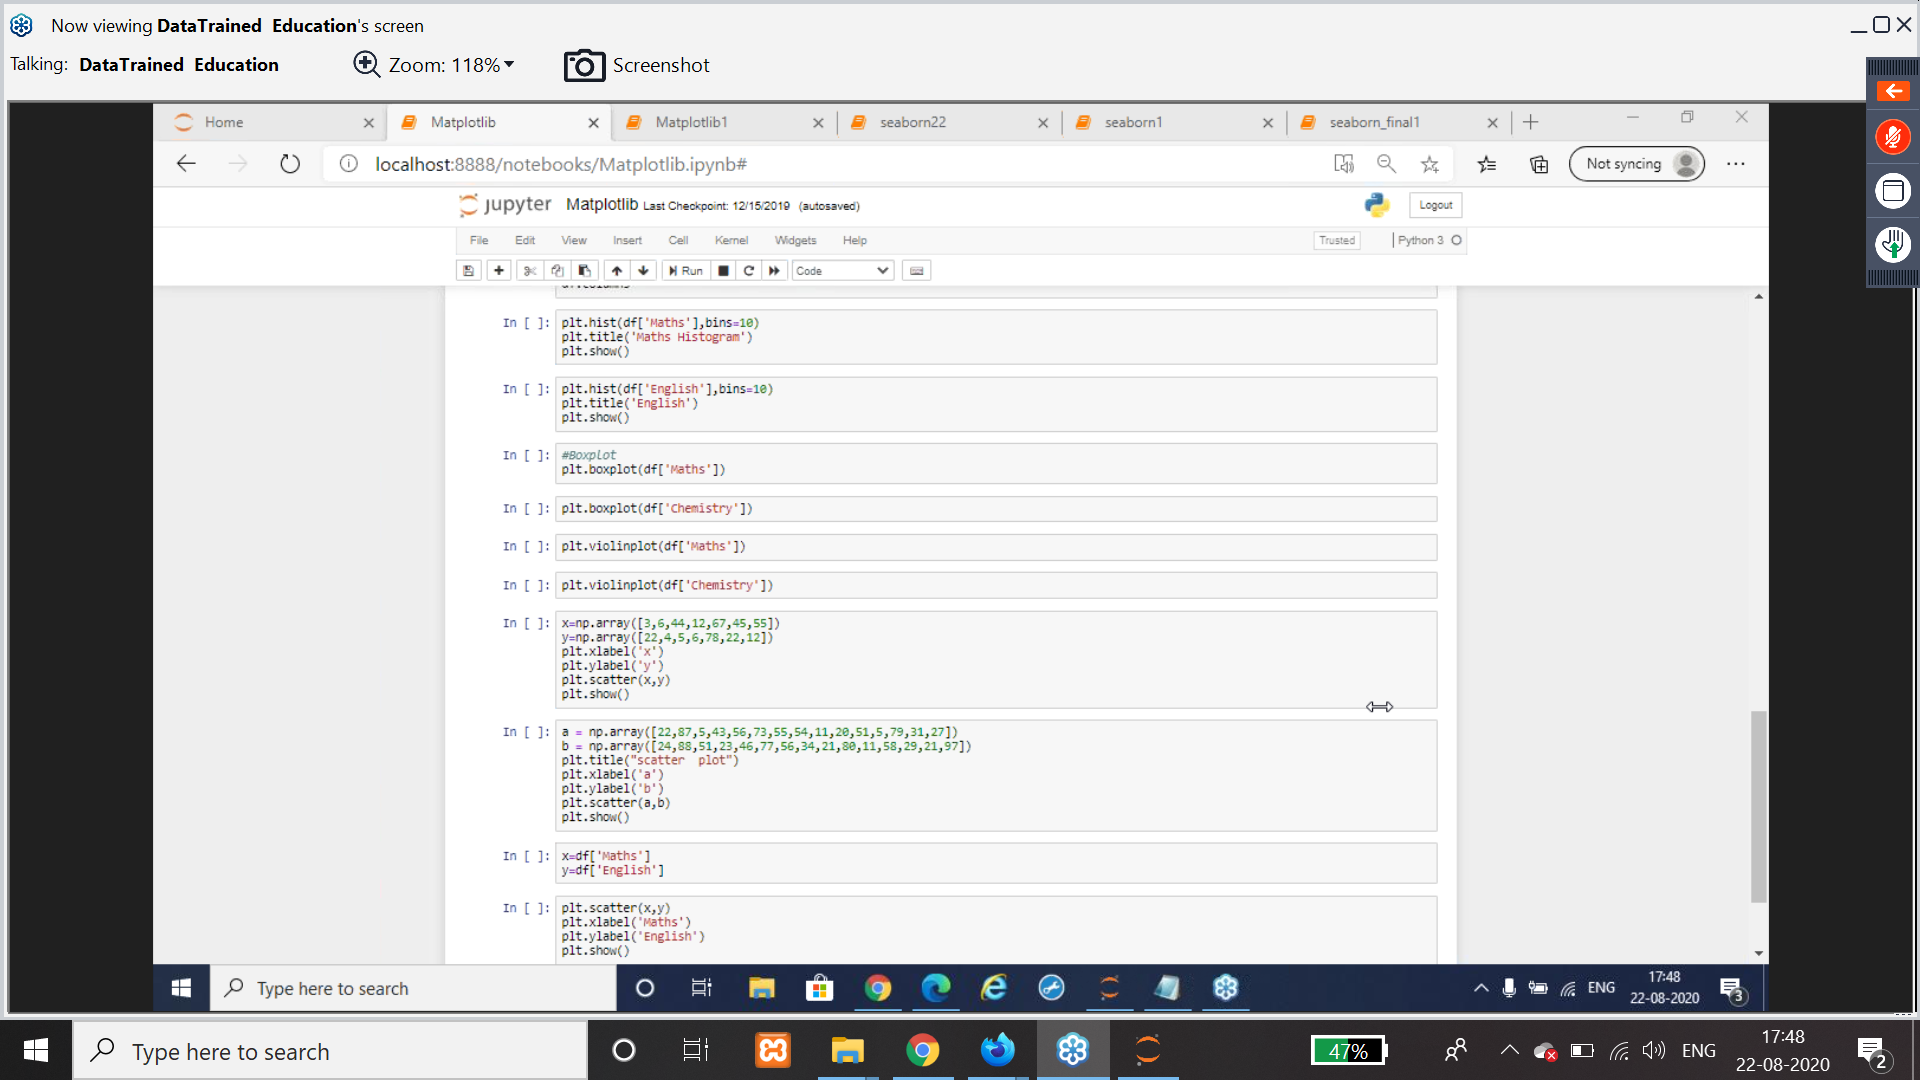 Now viewing DataTrained Education's screen
Talking: DataTrained Education
Zoom: 118%
Screenshot
Home
Matplotlib
Matplotlib1
seaborn22
seaborn1
seaborn_final1
localhost:8888/notebooks/Matplotlib.ipynb#
Not syncing
jupyter Matplotlib Last Checkpoint: 12/15/2019 (autosaved)
Logout
File Edit View Insert Cell Kernel Widgets Help
Trusted
Python 3
Run
Code
In [ ]: plt.hist(df['Maths'],bins=10)
plt.title('Maths Histogram')
plt.show()
In [ ]: plt.hist(df['English'],bins=10)
plt.title('English')
plt.show()
In [ ]: #Boxplot
plt.boxplot(df['Maths'])
In [ ]: plt.boxplot(df['Chemistry'])
In [ ]: plt.violinplot(df['Maths'])
In [ ]: plt.violinplot(df['Chemistry'])
In [ ]: x=np.array([3,6,44,12,67,45,55])
y=np.array([22,4,5,6,78,22,12])
plt.xlabel('x')
plt.ylabel('y')
plt.scatter(x,y)
plt.show()
In [ ]: a = np.array([22,87,5,43,56,73,55,54,11,20,51,5,79,31,27])
b = np.array([24,88,51,23,46,77,56,34,21,80,11,58,29,21,97])
plt.title("scatter  plot")
plt.xlabel('a')
plt.ylabel('b')
plt.scatter(a,b)
plt.show()
In [ ]: x=df['Maths']
y=df['English']
In [ ]: plt.scatter(x,y)
plt.xlabel('Maths')
plt.ylabel('English')
plt.show()
Type here to search
ENG
17:48
22-08-2020
3
Type here to search
47%
ENG
17:48
22-08-2020
2